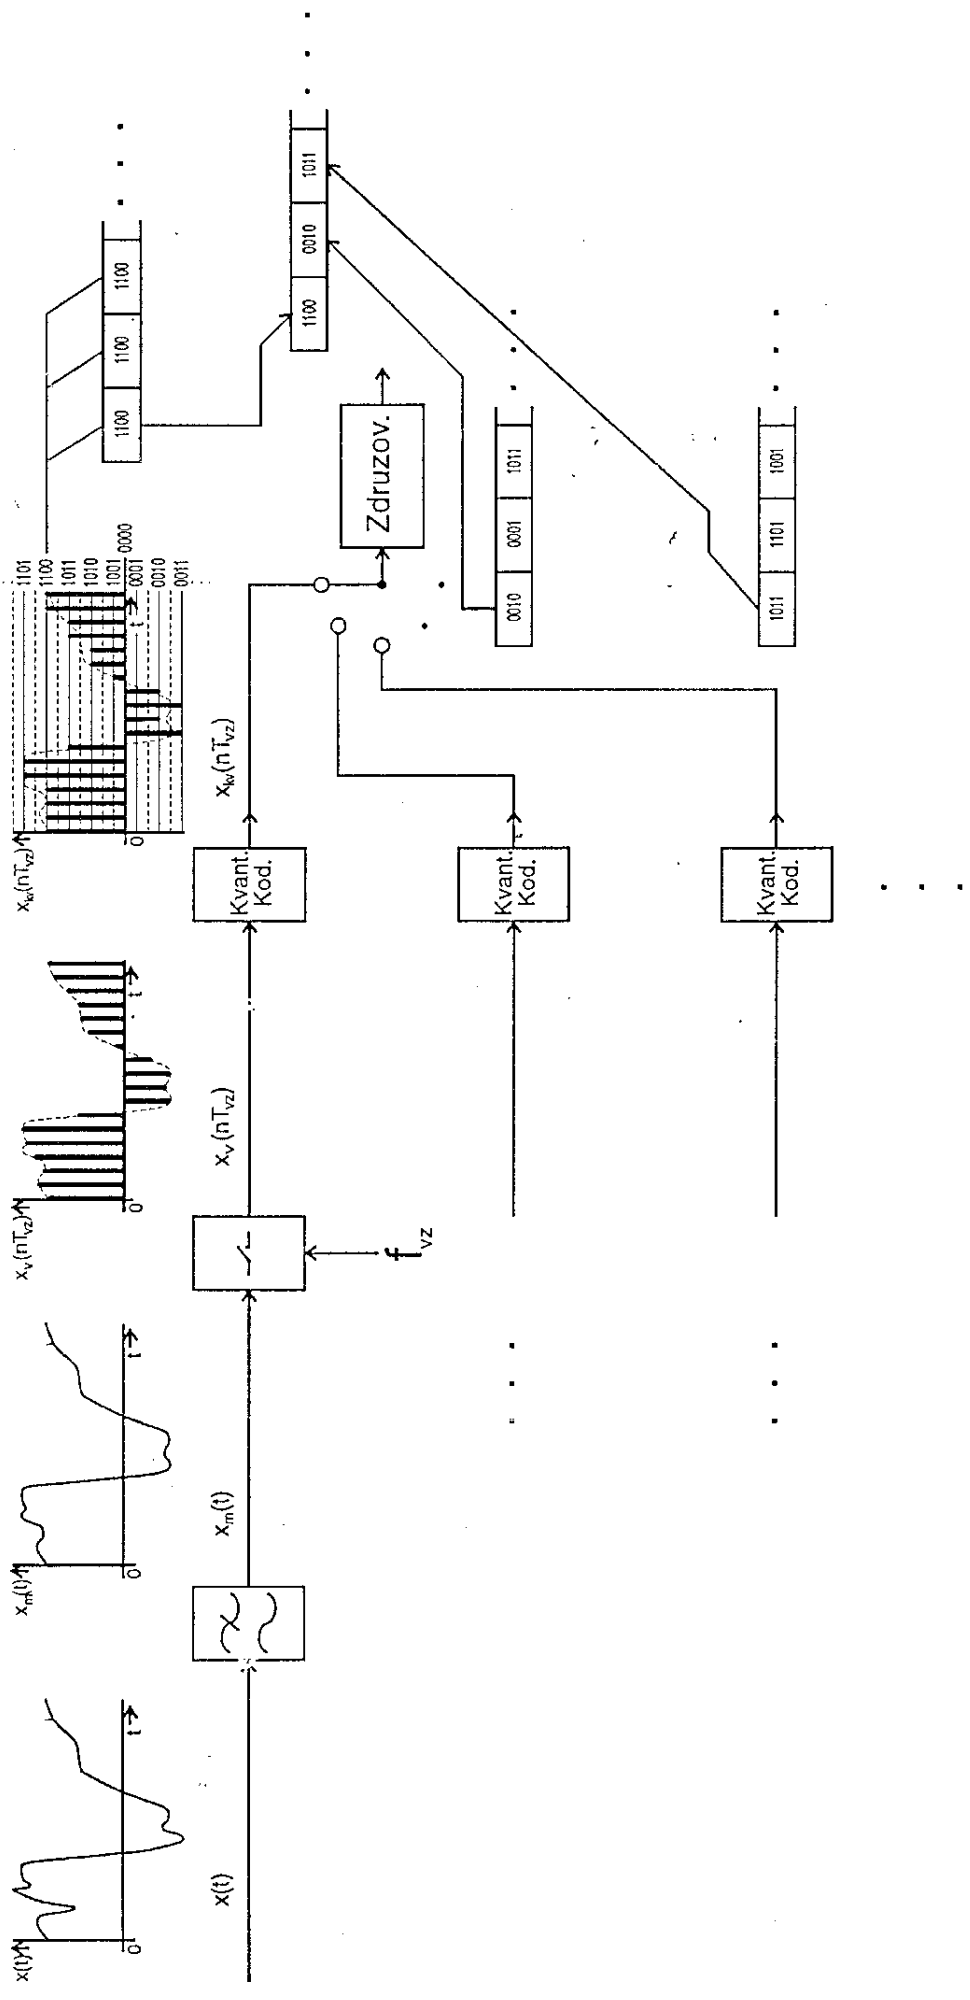 x(t)
t
0
x(t)
x_m(t)
t
0
x_m(t)
x_v(nT_vz)
t
0
x_v(nT_vz)
f_vz
x_kv(nT_vz)
t
0
1101
1100
1011
1010
1001
0000
0001
0010
0011
x_kv(nT_vz)
Kvant.
Kod.
Kvant.
Kod.
Kvant.
Kod.
Zdruzov.
1100 1100 1100
1100 0010 1011
0010 0001 1011
1011 1101 1001